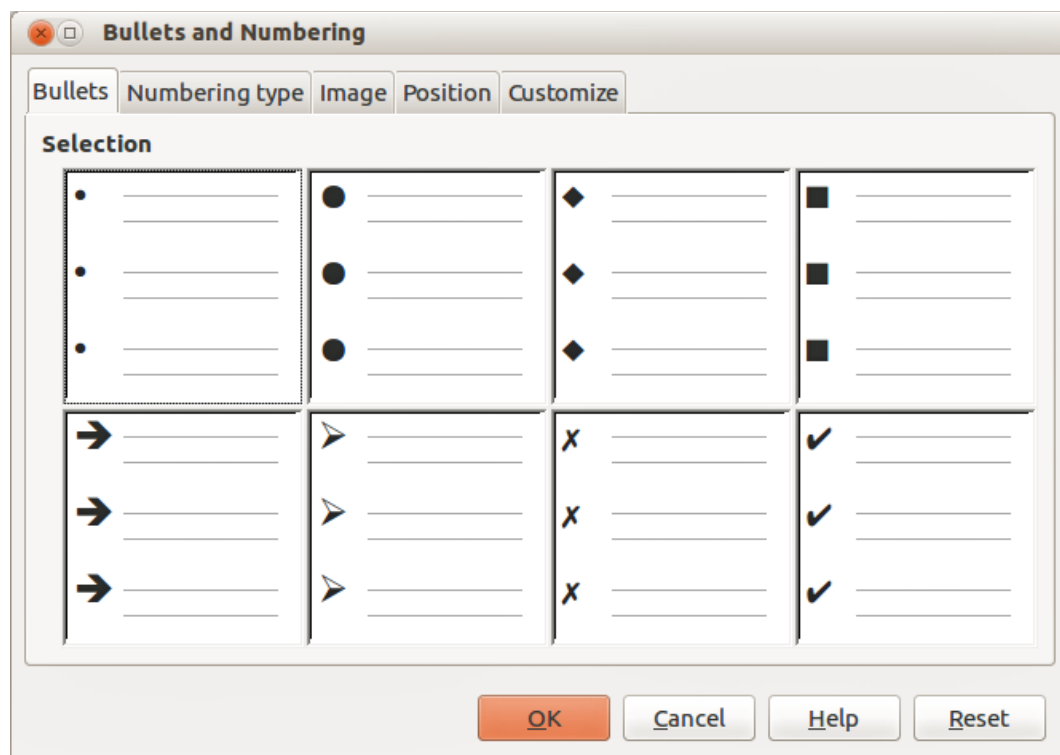 Bullets and Numbering
Bullets Numbering type Image Position Customize
Selection
OK Cancel Help Reset